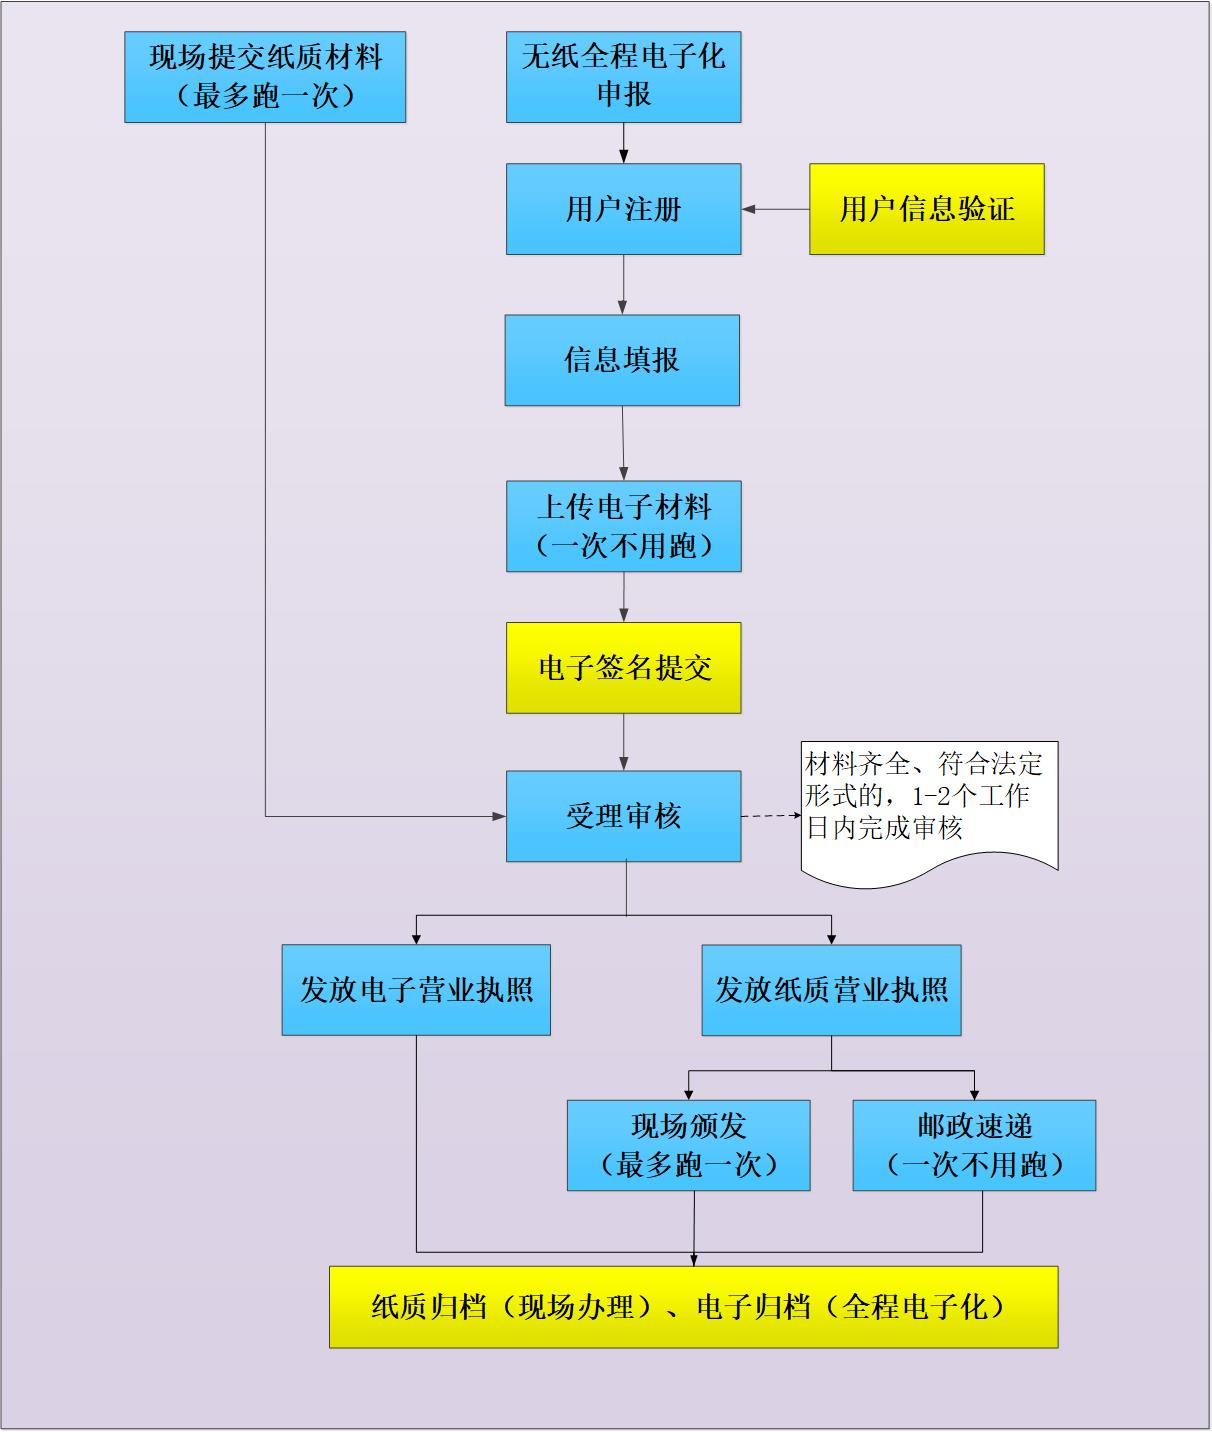 现场提交纸质材料
（最多跑一次）
无纸全程电子化
申报
用户注册
用户信息验证
信息填报
上传电子材料
（一次不用跑）
电子签名提交
受理审核
材料齐全、符合法定
形式的，1-2个工作
日内完成审核
发放电子营业执照
发放纸质营业执照
现场颁发
（最多跑一次）
邮政速递
（一次不用跑）
纸质归档（现场办理）、电子归档（全程电子化）